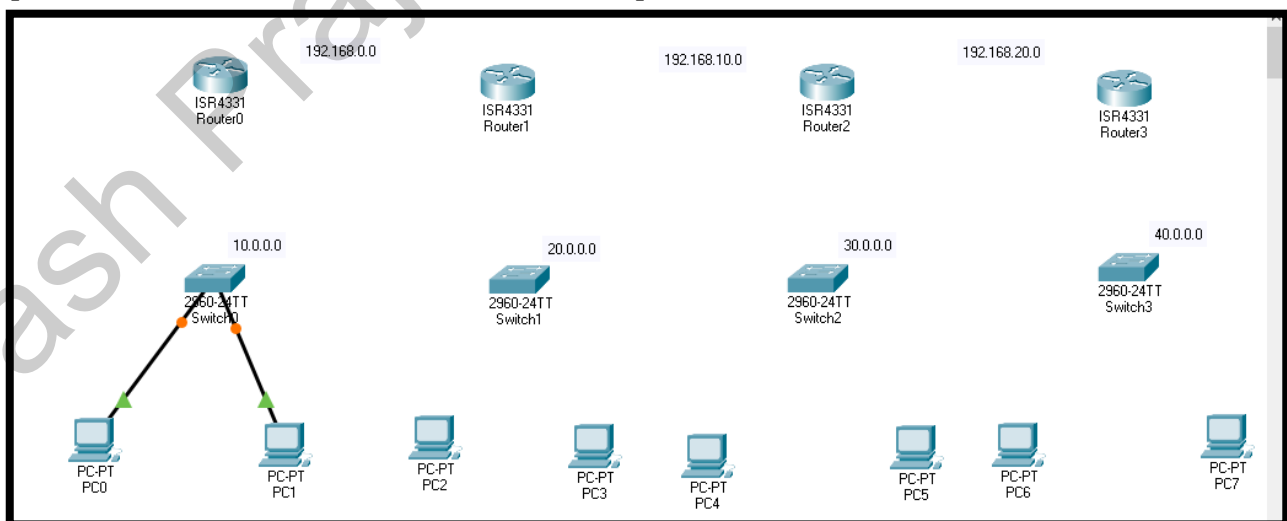 192.168.0.0
192.168.10.0
192.168.20.0
ISR4331
Router0
ISR4331
Router1
ISR4331
Router2
ISR4331
Router3
10.0.0.0
20.0.0.0
30.0.0.0
40.0.0.0
2960-24TT
Switch0
2960-24TT
Switch1
2960-24TT
Switch2
2960-24TT
Switch3
PC-PT
PC0
PC-PT
PC1
PC-PT
PC2
PC-PT
PC3
PC-PT
PC4
PC-PT
PC5
PC-PT
PC6
PC-PT
PC7